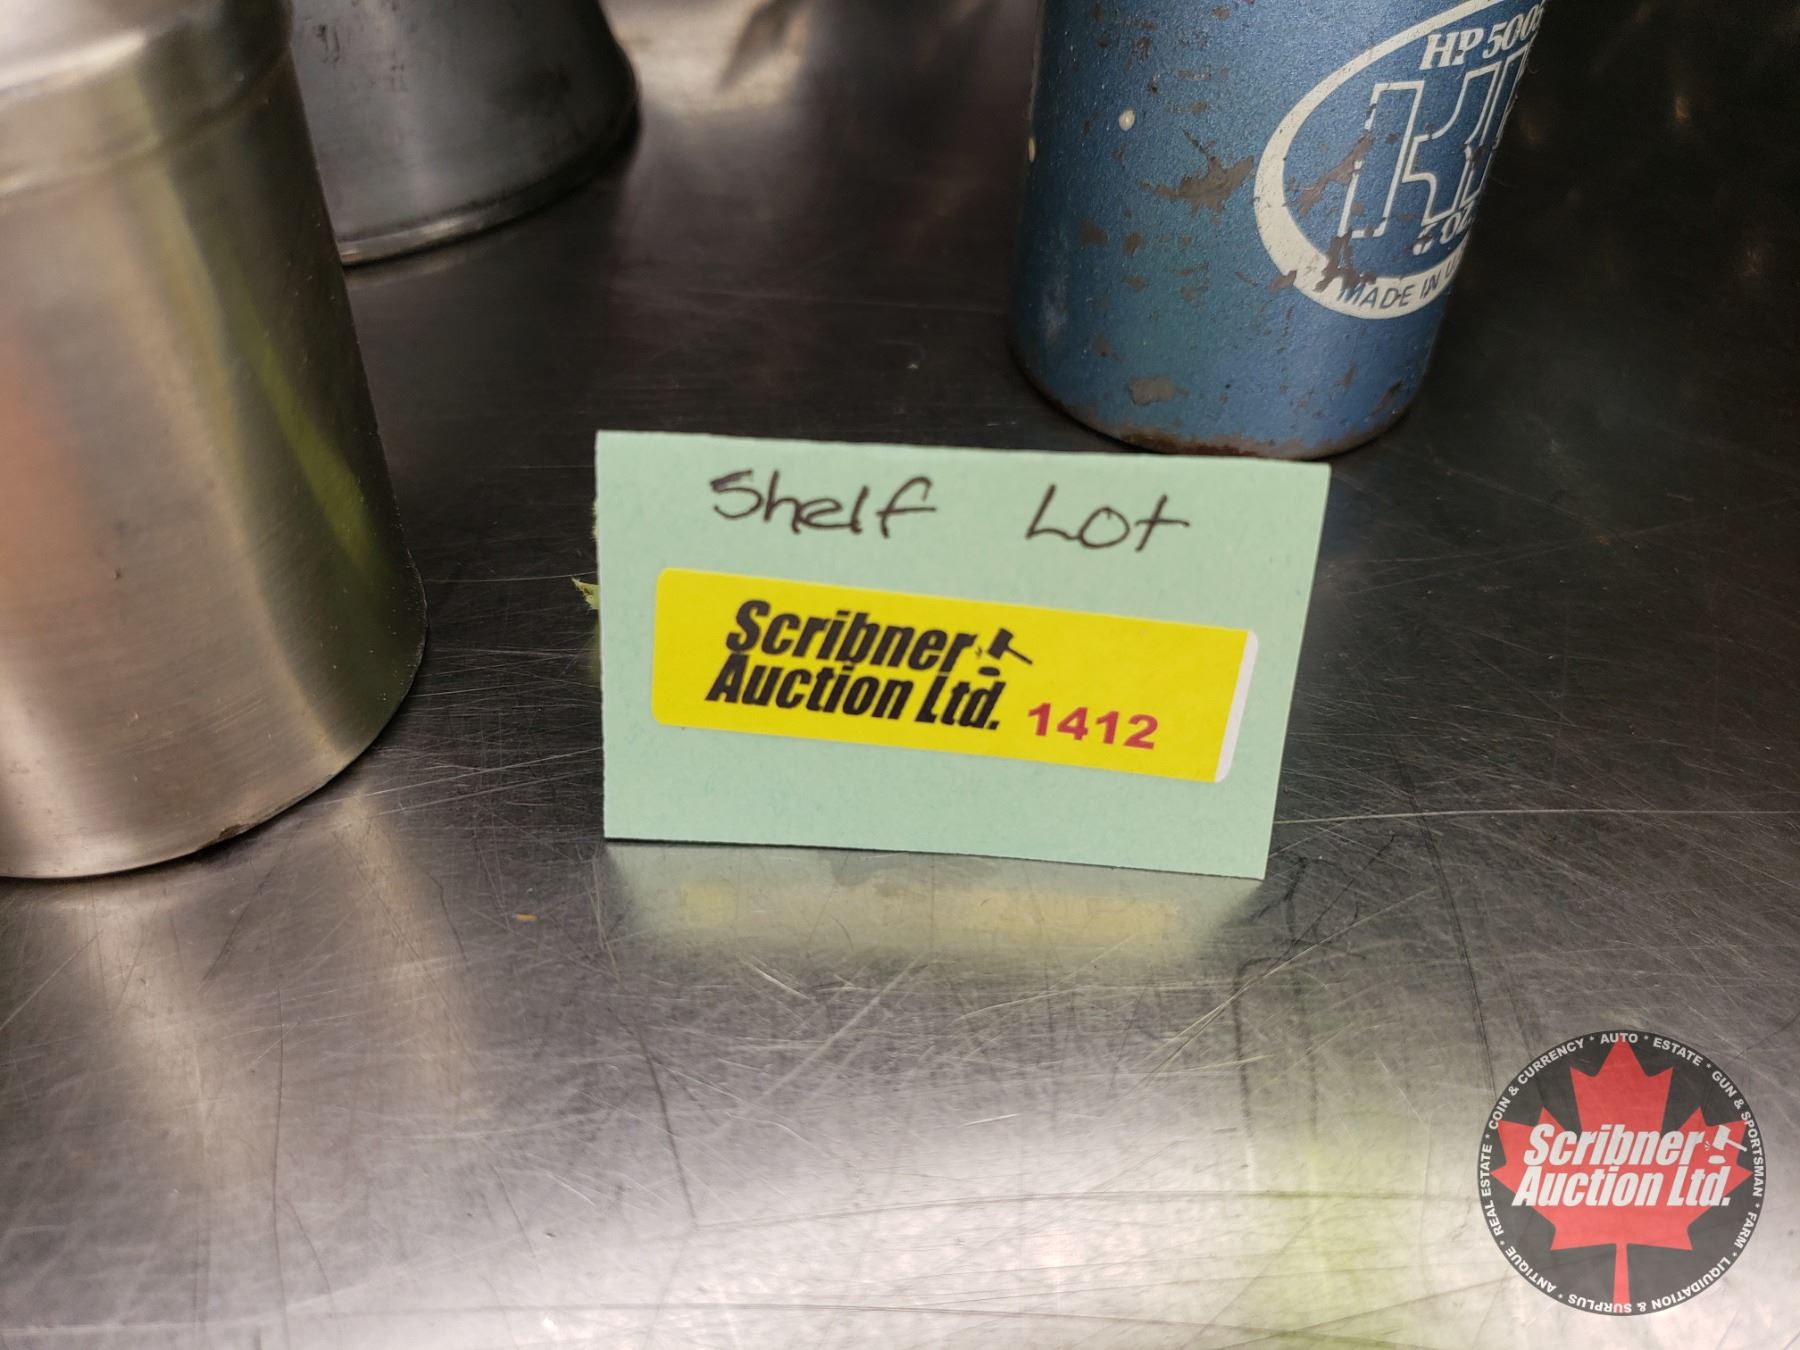 HP 500
OZ
MADE IN
Shelf Lot
Scribner
Auction Ltd. 1412
COIN & CURRENCY * AUTO * ESTATE * GUN & SPORTSMAN * FARM * LIQUIDATION & SURPLUS * ANTIQUE * REAL ESTATE *
Scribner
Auction Ltd.